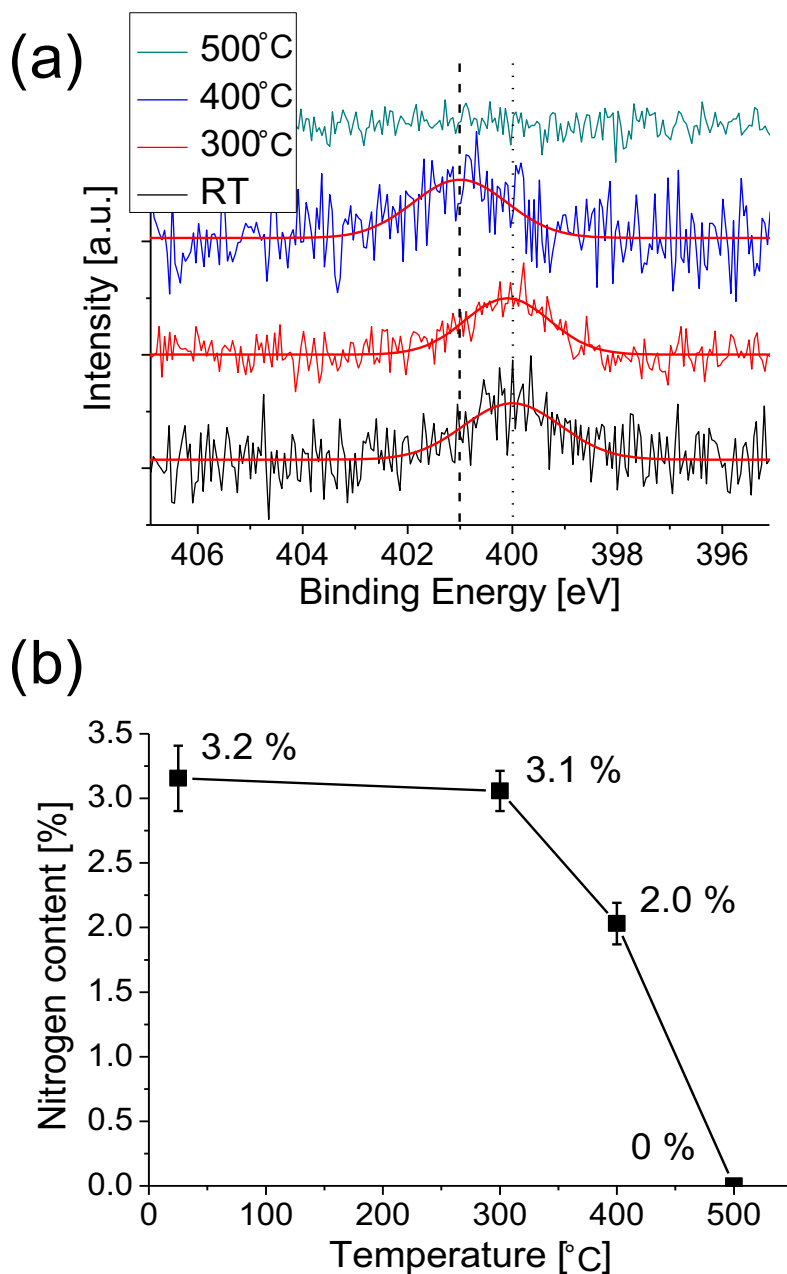 (a)
500°C
400°C
300°C
RT
Intensity [a.u.]
406 404 402 400 398 396
Binding Energy [eV]
(b)
3.5
3.0
2.5
2.0
1.5
1.0
0.5
0.0
Nitrogen content [%]
3.2 %
3.1 %
2.0 %
0 %
0 100 200 300 400 500
Temperature [°C]